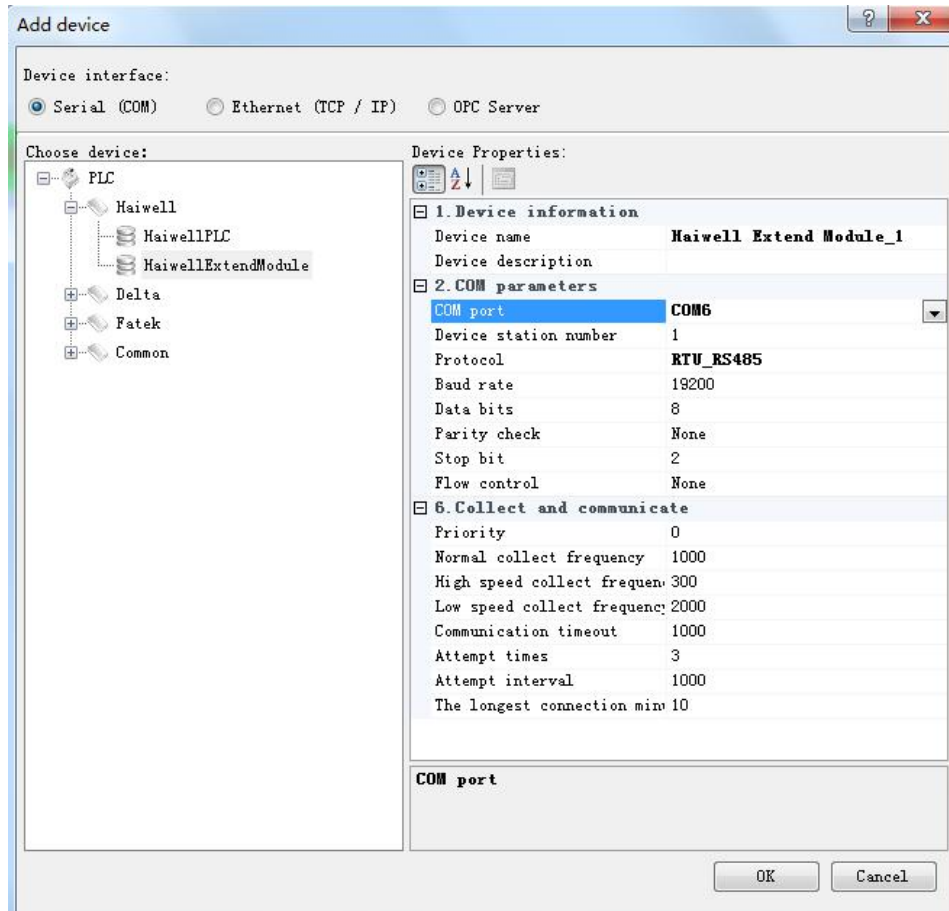 Add device
Device interface:
Serial (COM) Ethernet (TCP / IP) OPC Server
Choose device:
PLC
Haiwell
HaiwellPLC
HaiwellExtendModule
Delta
Fatek
Common
Device Properties:
1.Device information
Device name Haiwell Extend Module_1
Device description
2.COM parameters
COM port COM6
Device station number 1
Protocol RTU_RS485
Baud rate 19200
Data bits 8
Parity check None
Stop bit 2
Flow control None
6.Collect and communicate
Priority 0
Normal collect frequency 1000
High speed collect frequen 300
Low speed collect frequency 2000
Communication timeout 1000
Attempt times 3
Attempt interval 1000
The longest connection minu 10
COM port
OK Cancel